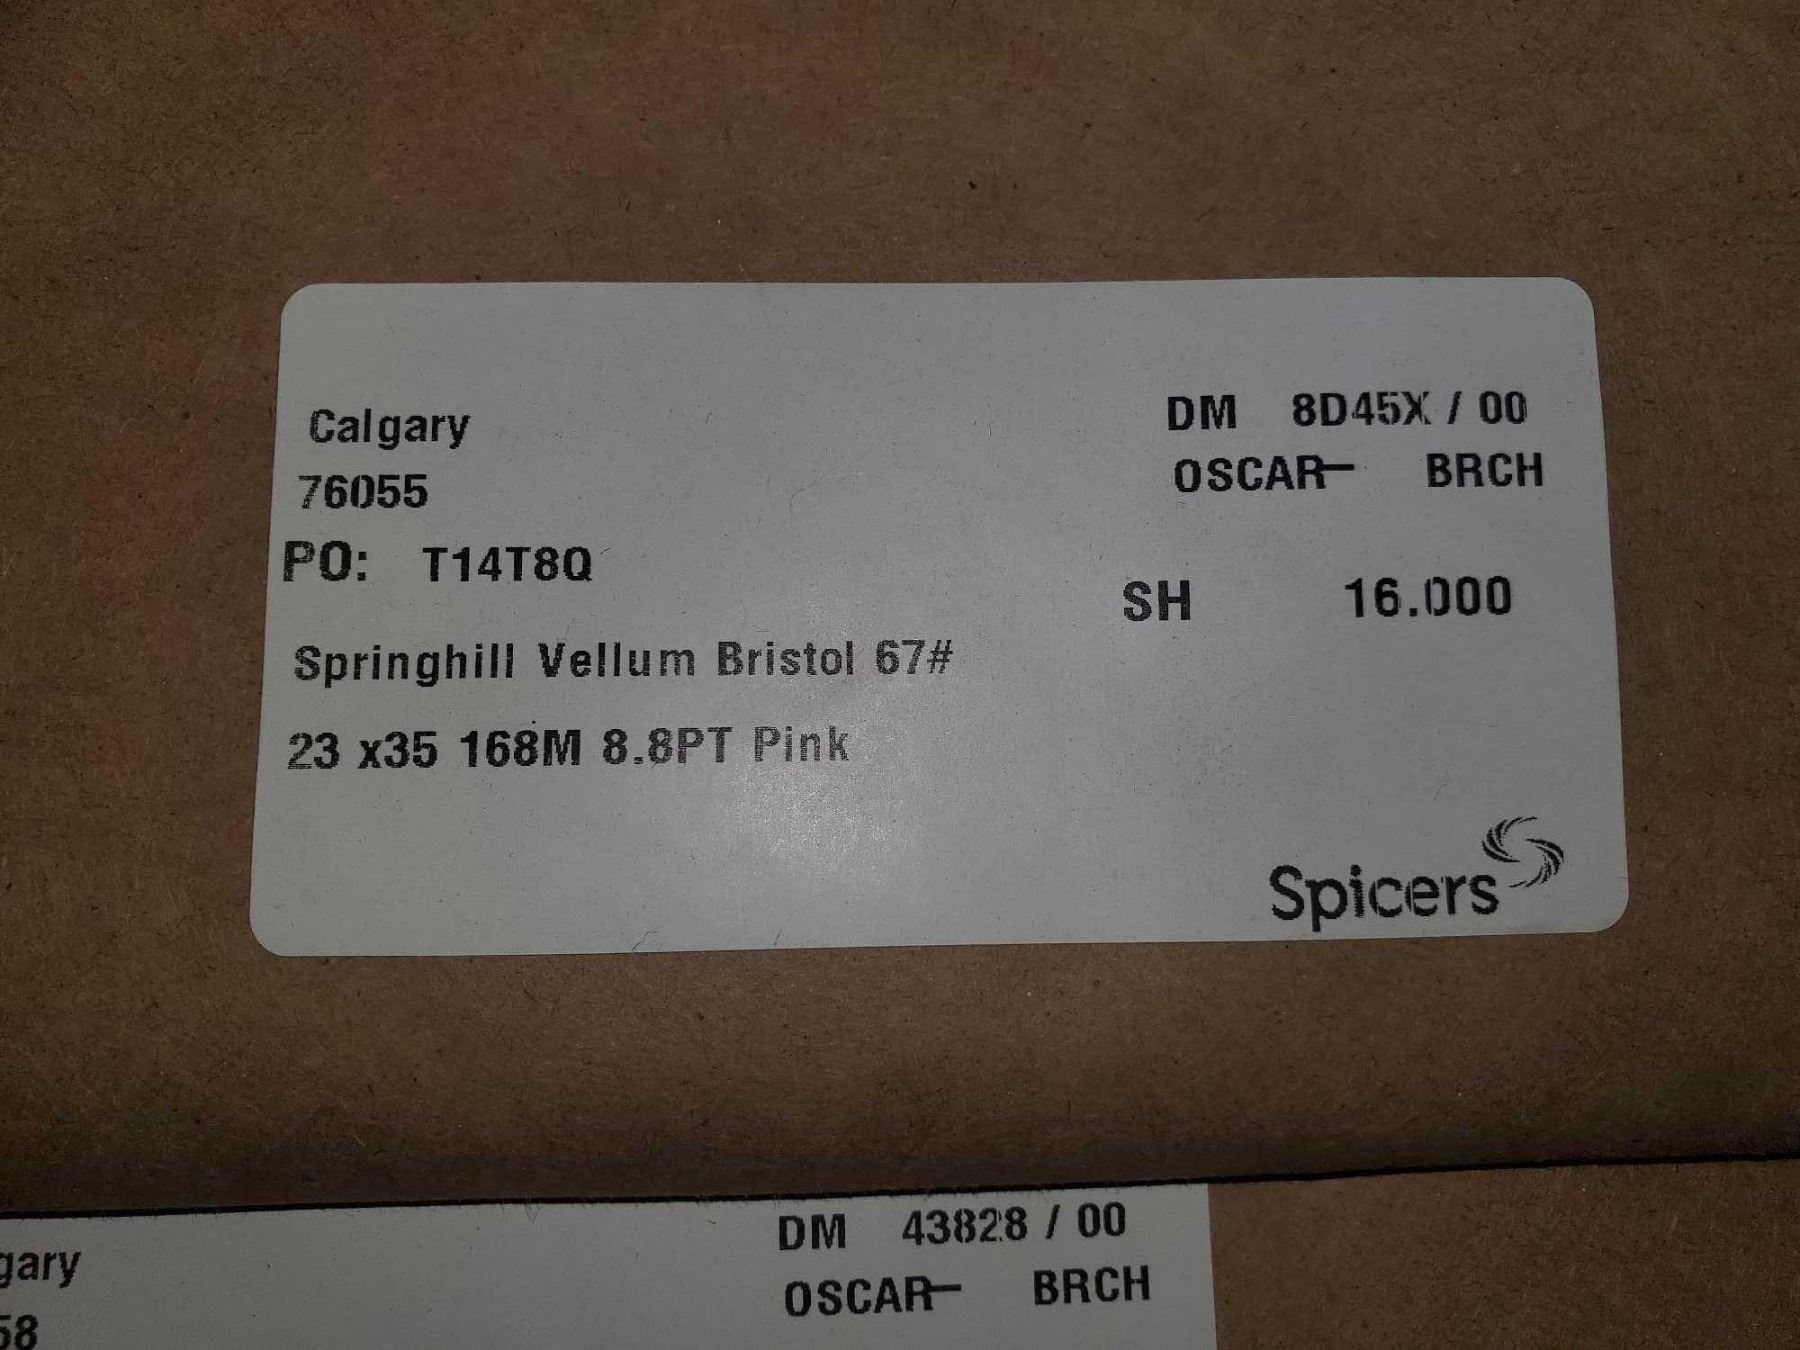 Calgary
76055
PO: T14T8Q
Springhill Vellum Bristol 67#
23 x35 168M 8.8PT Pink
DM 8D45X / 00
OSCAR- BRCH
SH 16.000
Spicers
gary
58
DM 43828 / 00
OSCAR- BRCH